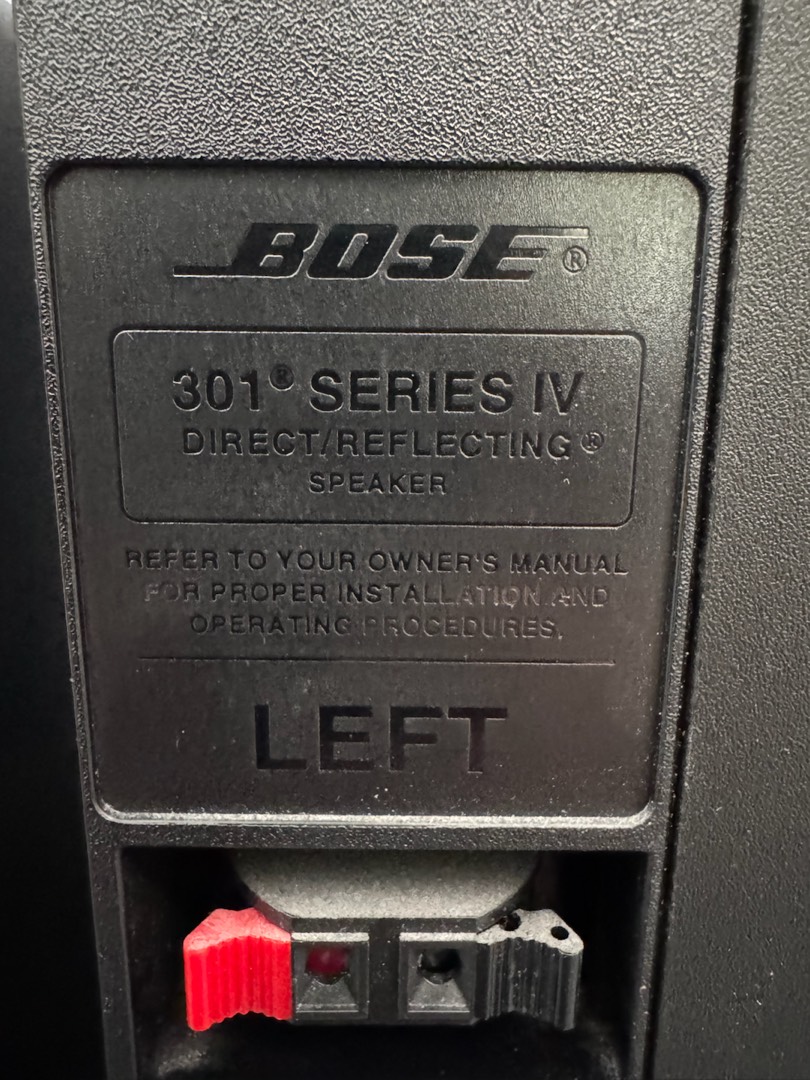 BOSE®
301® SERIES IV
DIRECT/REFLECTING®
SPEAKER
REFER TO YOUR OWNER'S MANUAL
FOR PROPER INSTALLATION AND
OPERATING PROCEDURES.
LEFT